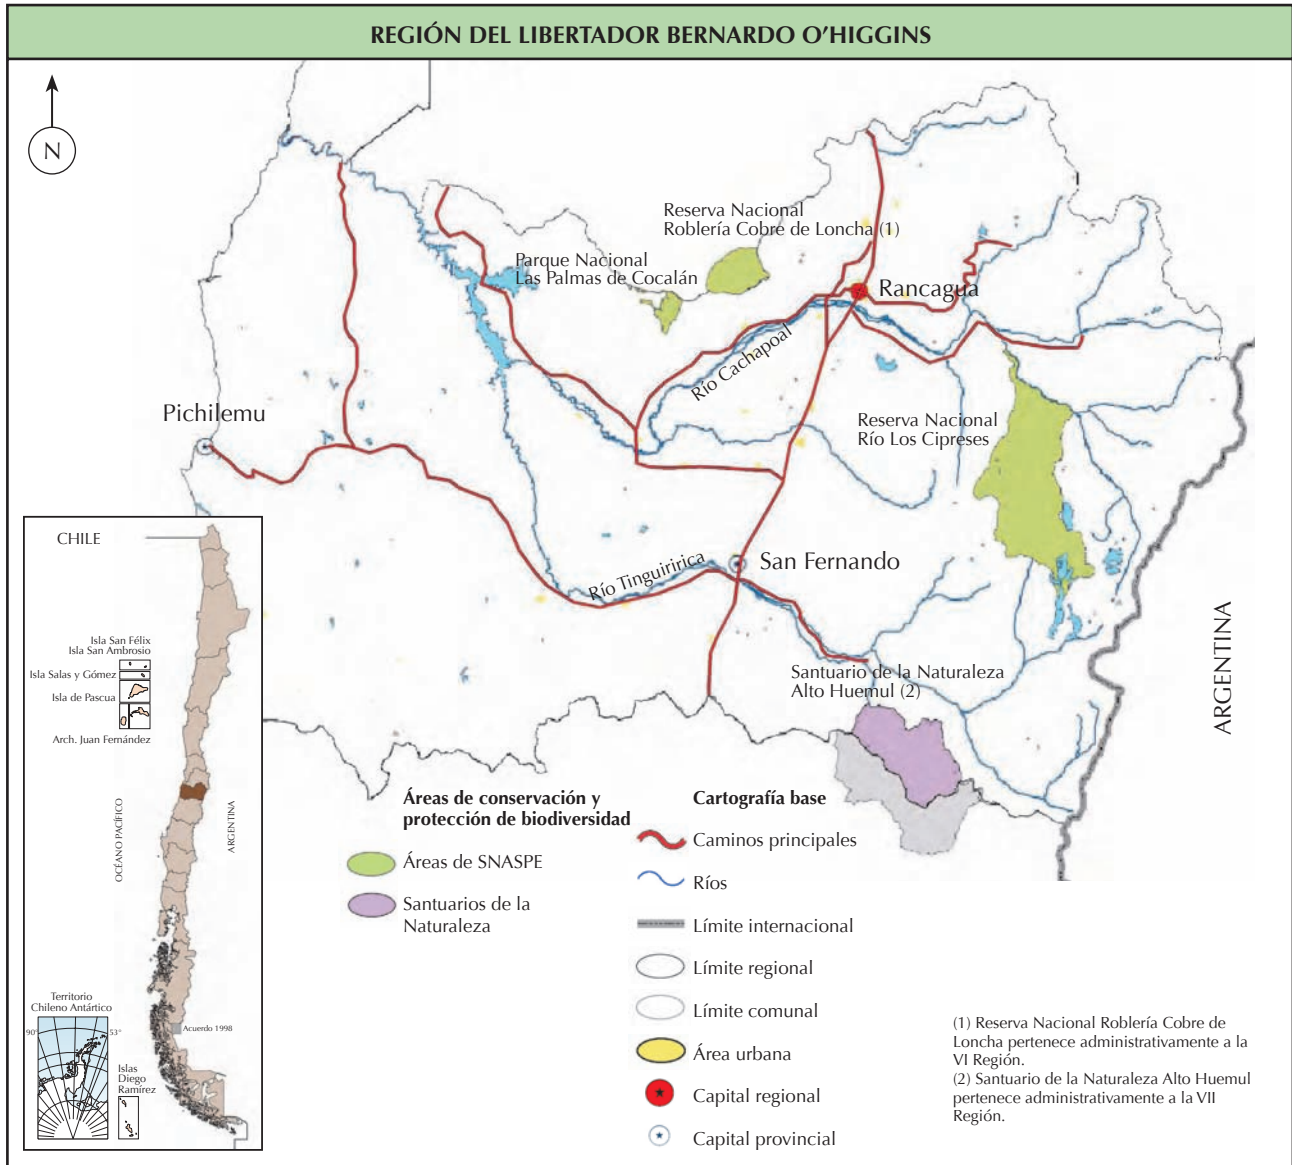 REGIÓN DEL LIBERTADOR BERNARDO O'HIGGINS
N
Reserva Nacional
Roblería Cobre de Loncha (1)
Parque Nacional
Las Palmas de Cocalán
Rancagua
Río Cachapoal
Pichilemu
Reserva Nacional
Río Los Cipreses
San Fernando
Río Tinguiririca
Santuario de la Naturaleza
Alto Huemul (2)
ARGENTINA
CHILE
Isla San Félix
Isla San Ambrosio
Isla Salas y Gómez
Isla de Pascua
Arch. Juan Fernández
OCÉANO PACÍFICO
ARGENTINA
Territorio
Chileno Antártico
90°
53°
Acuerdo 1998
Islas
Diego
Ramírez
Áreas de conservación y
protección de biodiversidad
Áreas de SNASPE
Santuarios de la
Naturaleza
Cartografía base
Caminos principales
Ríos
Límite internacional
Límite regional
Límite comunal
Área urbana
Capital regional
Capital provincial
(1) Reserva Nacional Roblería Cobre de
Loncha pertenece administrativamente a la
VI Región.
(2) Santuario de la Naturaleza Alto Huemul
pertenece administrativamente a la VII
Región.